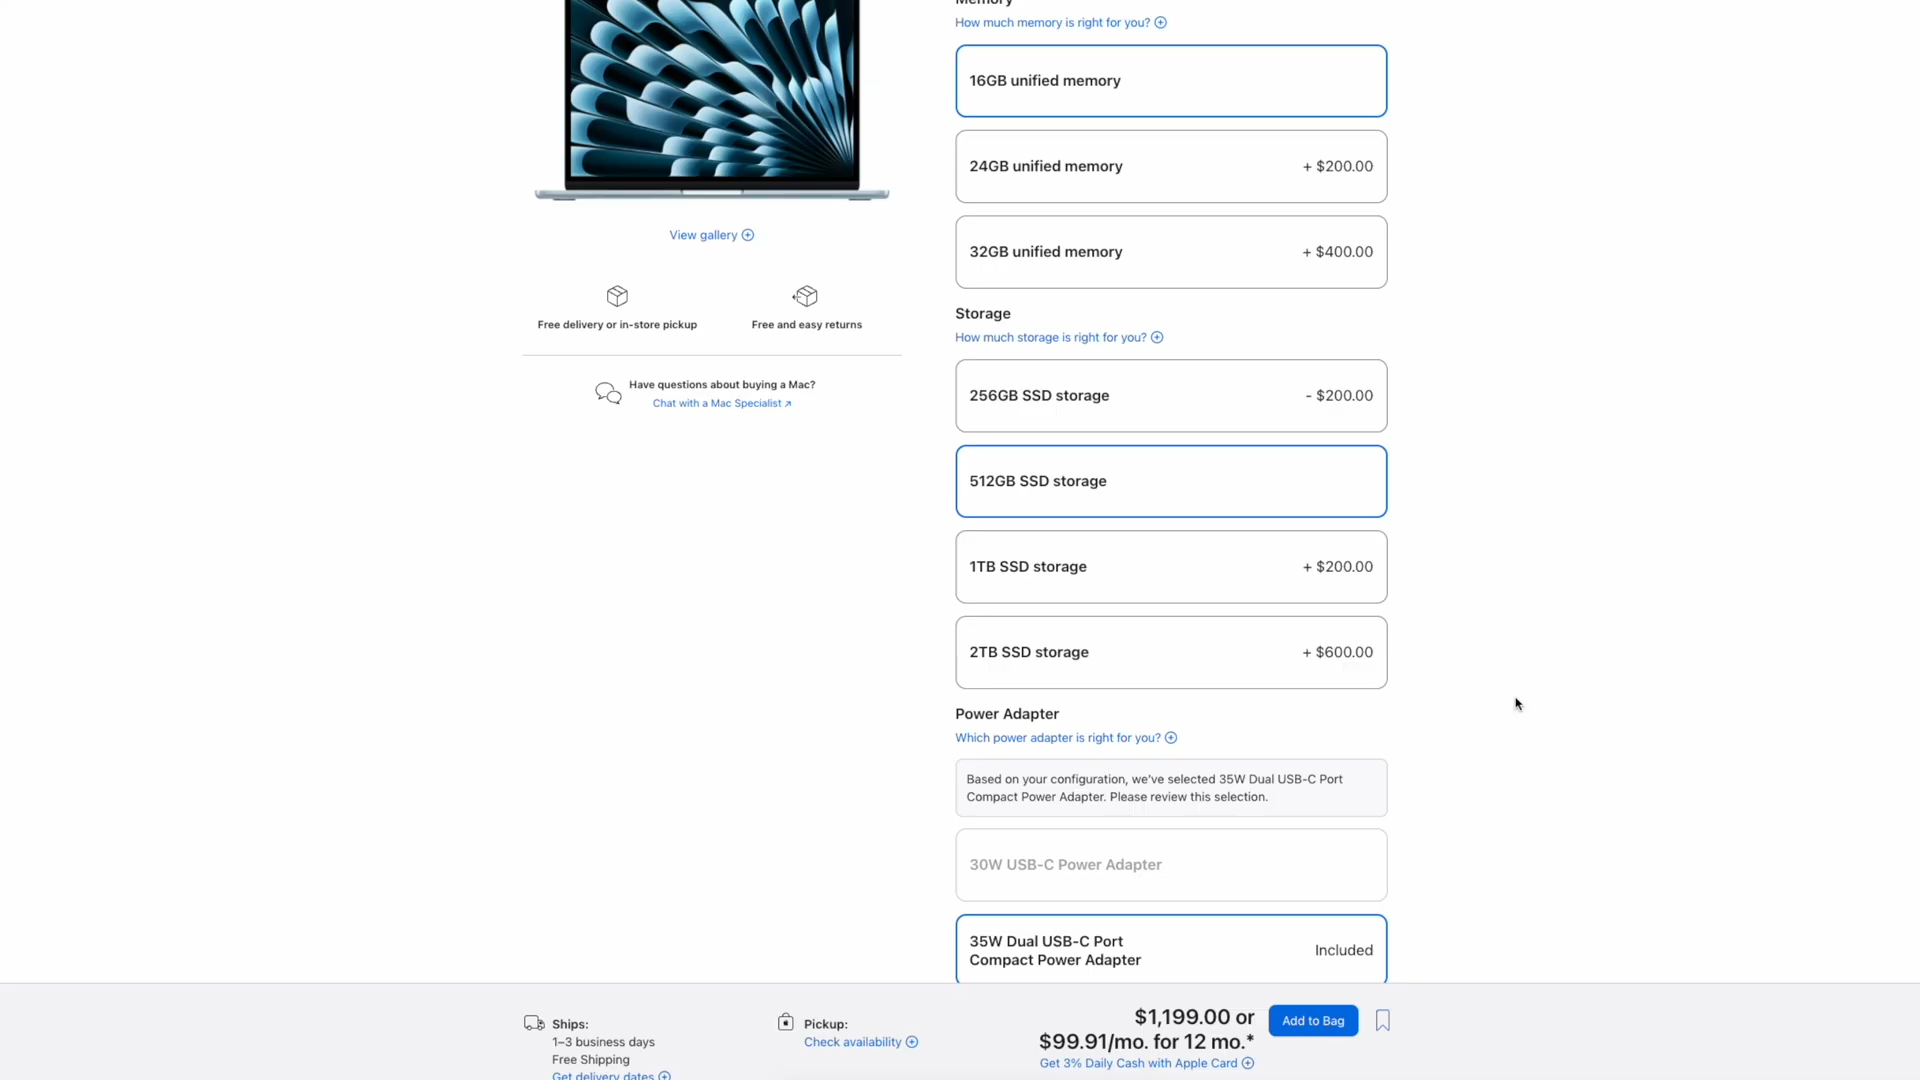 Memory
How much memory is right for you?
16GB unified memory
24GB unified memory
+ $200.00
32GB unified memory
+ $400.00
View gallery
Free delivery or in-store pickup
Free and easy returns
Have questions about buying a Mac?
Chat with a Mac Specialist ↗
Storage
How much storage is right for you?
256GB SSD storage
- $200.00
512GB SSD storage
1TB SSD storage
+ $200.00
2TB SSD storage
+ $600.00
Power Adapter
Which power adapter is right for you?
Based on your configuration, we've selected 35W Dual USB-C Port
Compact Power Adapter. Please review this selection.
30W USB-C Power Adapter
35W Dual USB-C Port
Compact Power Adapter
Included
Ships:
1–3 business days
Free Shipping
Get delivery dates
Pickup:
Check availability
$1,199.00 or
$99.91/mo. for 12 mo.*
Get 3% Daily Cash with Apple Card
Add to Bag